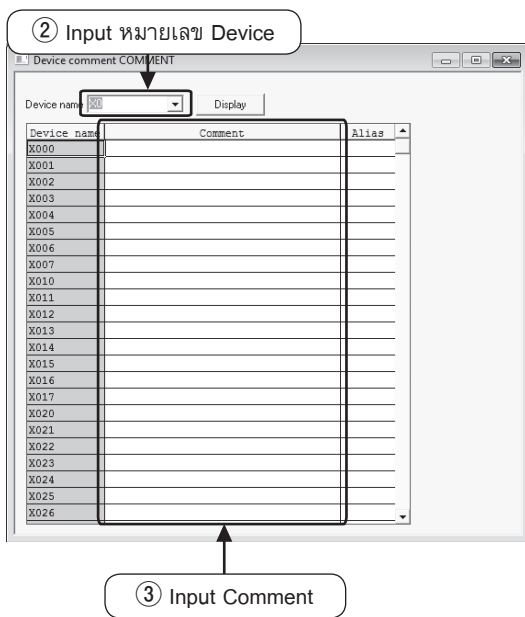 ② Input หมายเลข Device
Device comment COMMENT
Device name X0 Display
Device name Comment Alias
X000
X001
X002
X003
X004
X005
X006
X007
X010
X011
X012
X013
X014
X015
X016
X017
X020
X021
X022
X023
X024
X025
X026
③ Input Comment